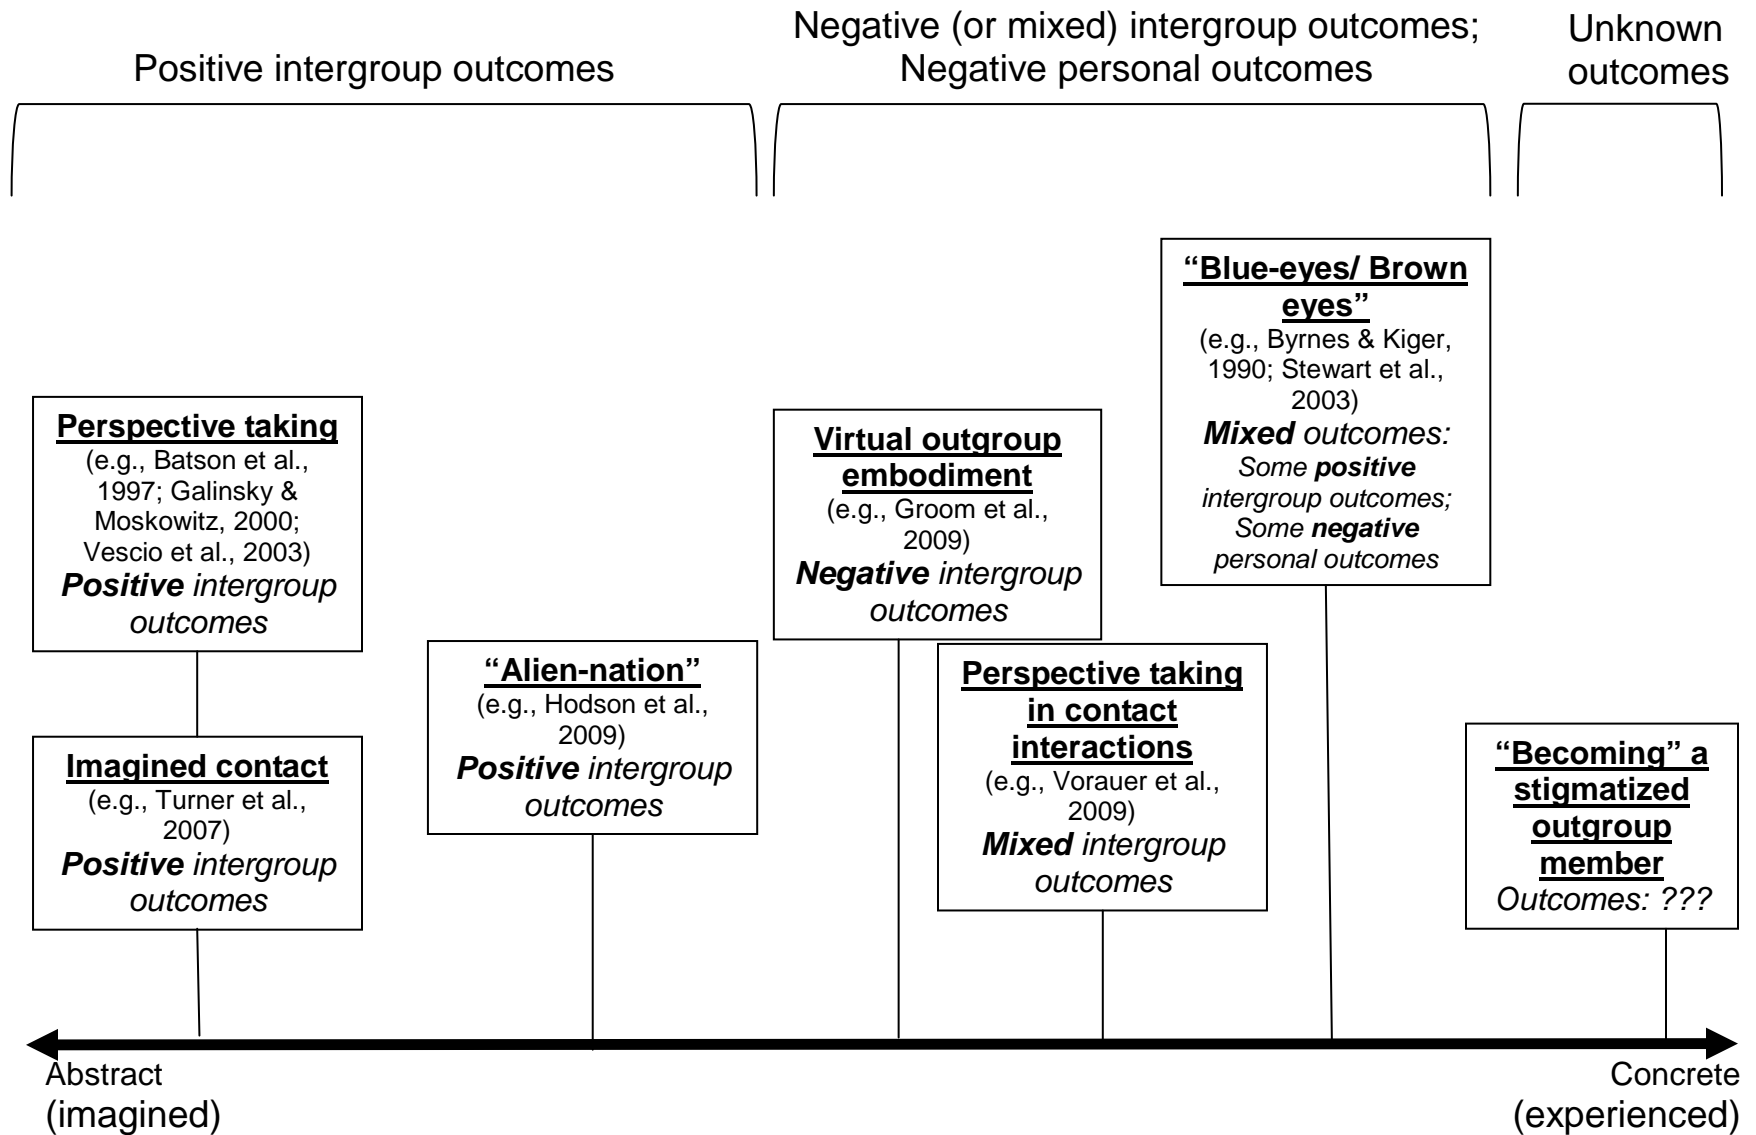 Positive intergroup outcomes
Negative (or mixed) intergroup outcomes;
Negative personal outcomes
Unknown
outcomes
Perspective taking
(e.g., Batson et al.,
1997; Galinsky &
Moskowitz, 2000;
Vescio et al., 2003)
Positive intergroup
outcomes
Imagined contact
(e.g., Turner et al.,
2007)
Positive intergroup
outcomes
“Alien-nation”
(e.g., Hodson et al.,
2009)
Positive intergroup
outcomes
Virtual outgroup
embodiment
(e.g., Groom et al.,
2009)
Negative intergroup
outcomes
Perspective taking
in contact
interactions
(e.g., Vorauer et al.,
2009)
Mixed intergroup
outcomes
“Blue-eyes/ Brown
eyes”
(e.g., Byrnes & Kiger,
1990; Stewart et al.,
2003)
Mixed outcomes:
Some positive
intergroup outcomes;
Some negative
personal outcomes
“Becoming” a
stigmatized
outgroup
member
Outcomes: ???
Abstract
(imagined)
Concrete
(experienced)